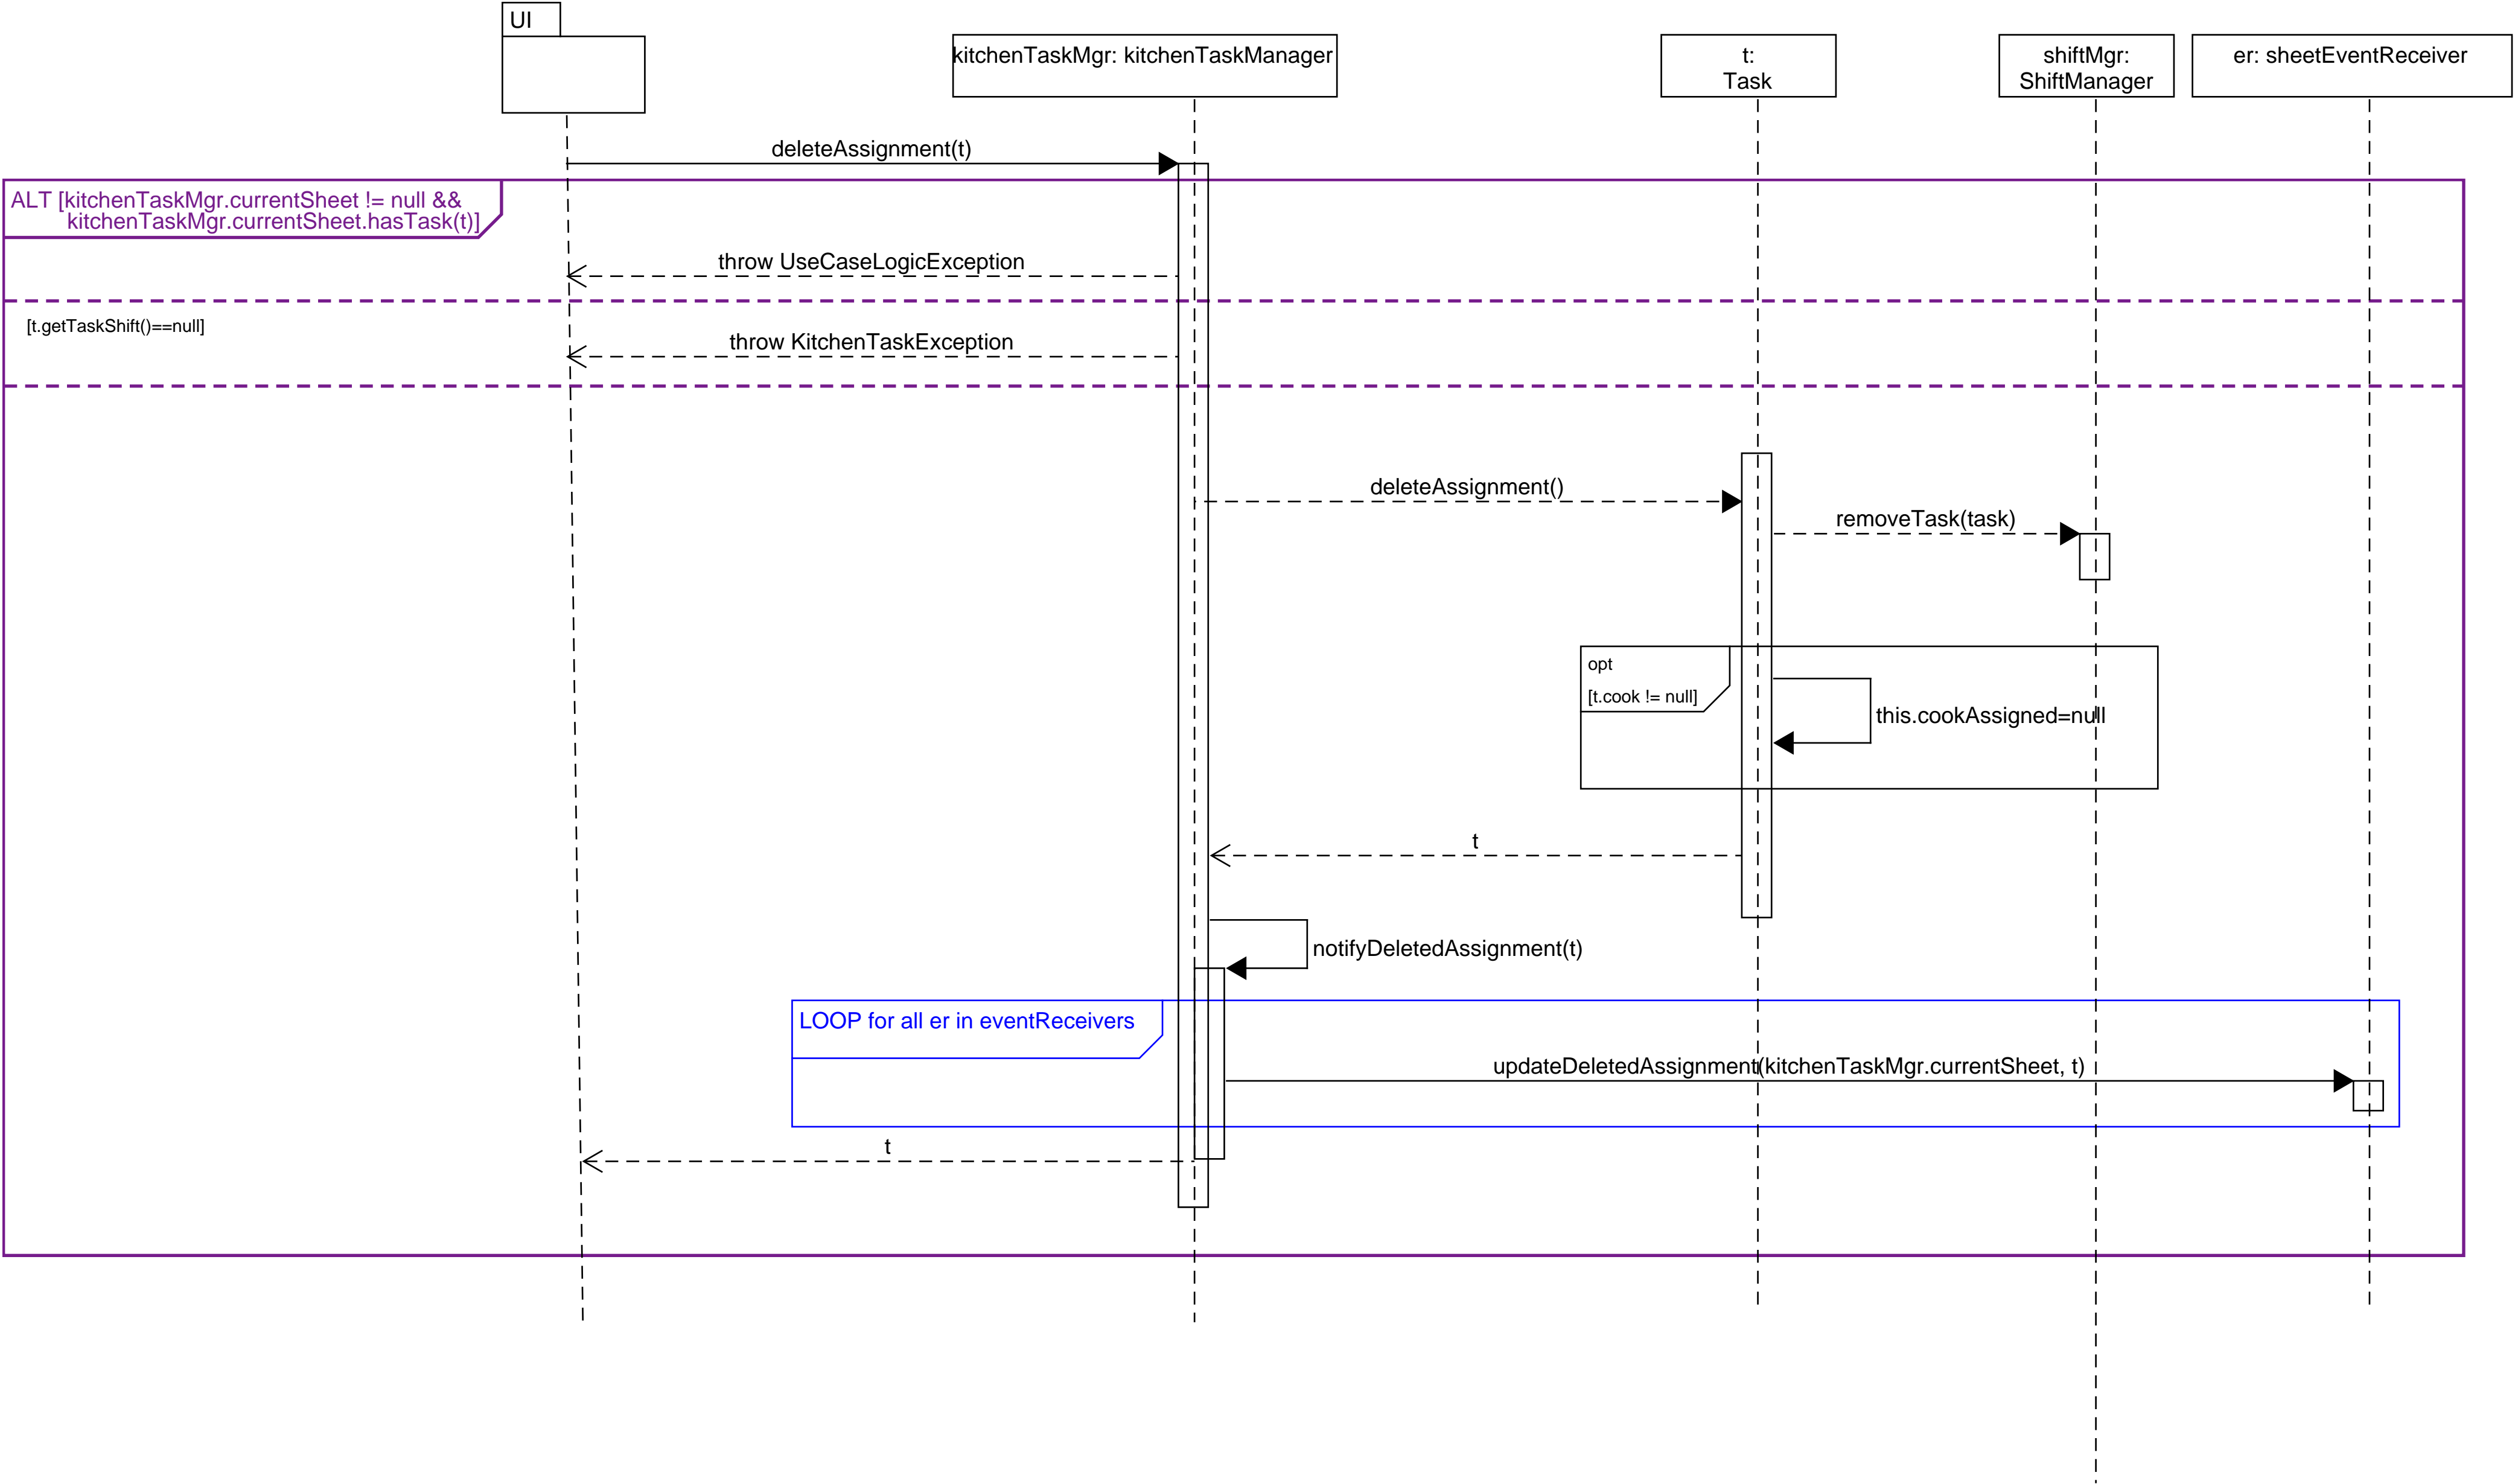 UI
kitchenTaskMgr: kitchenTaskManager
t:
Task
shiftMgr:
ShiftManager
er: sheetEventReceiver
deleteAssignment(t)
ALT [kitchenTaskMgr.currentSheet != null &&
kitchenTaskMgr.currentSheet.hasTask(t)]
throw UseCaseLogicException
[t.getTaskShift()==null]
throw KitchenTaskException
deleteAssignment()
removeTask(task)
opt
[t.cook != null]
this.cookAssigned=null
t
notifyDeletedAssignment(t)
LOOP for all er in eventReceivers
updateDeletedAssignment(kitchenTaskMgr.currentSheet, t)
t